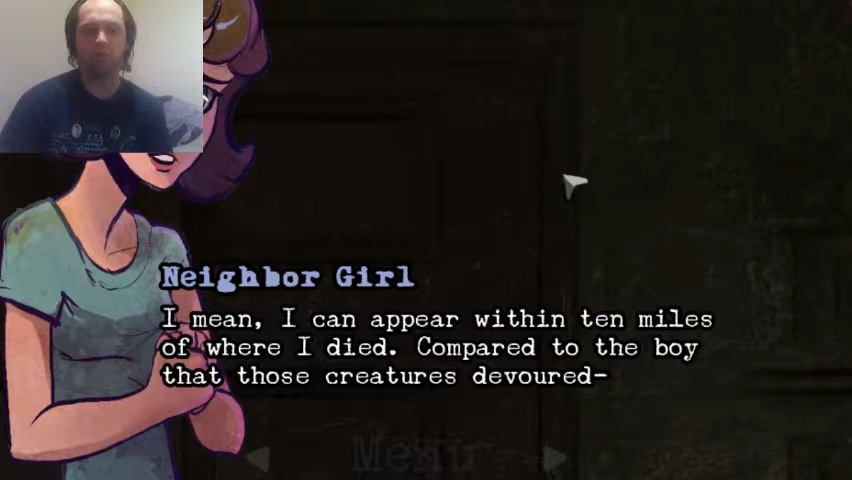 Neighbor Girl
I mean, I can appear within ten miles
of where I died. Compared to the boy
that those creatures devoured-
Menu